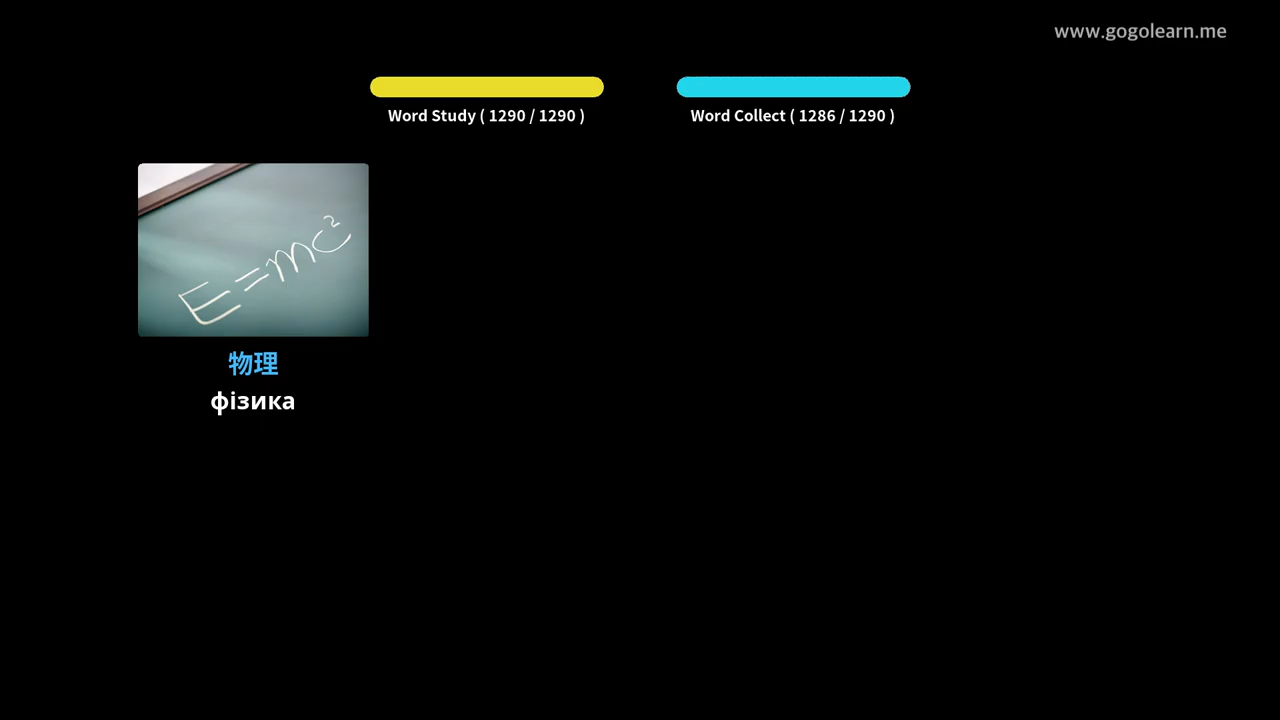 www.gogolearn.me
Word Study ( 1290 / 1290 )
Word Collect ( 1286 / 1290 )
E=mc²
物理
фізика